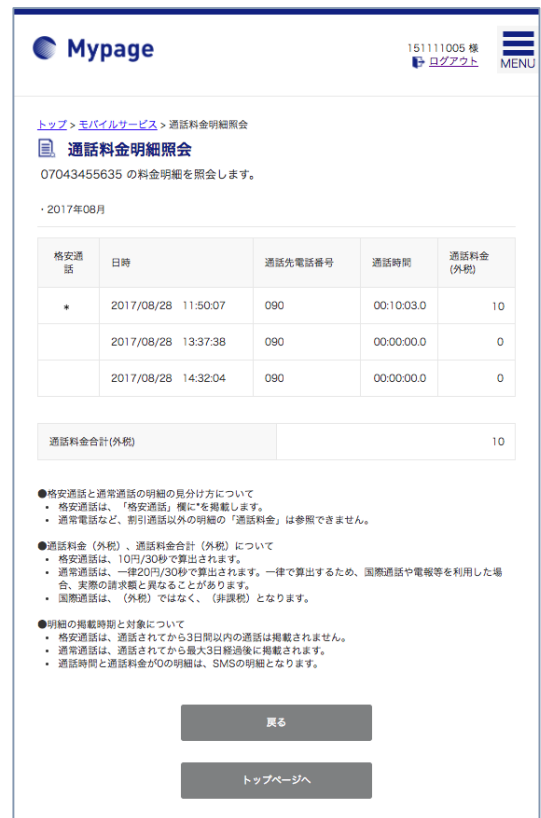 Mypage
151111005 様
ログアウト
MENU
トップ > モバイルサービス > 通話料金明細照会
通話料金明細照会
07043455635 の料金明細を照会します。
・2017年08月
格安通話 日時 通話先電話番号 通話時間 通話料金(外税)
* 2017/08/28 11:50:07 090 00:10:03.0 10
2017/08/28 13:37:38 090 00:00:00.0 0
2017/08/28 14:32:04 090 00:00:00.0 0
通話料金合計(外税) 10
●格安通話と通常通話の明細の見分け方について
• 格安通話は、「格安通話」欄に*を掲載します。
• 通常電話など、割引通話以外の明細の「通話料金」は参照できません。
●通話料金（外税）、通話料金合計（外税）について
• 格安通話は、10円/30秒で算出されます。
• 通常通話は、一律20円/30秒で算出されます。一律で算出するため、国際通話や電報等を利用した場
合、実際の請求額と異なることがあります。
• 国際通話は、（外税）ではなく、（非課税）となります。
●明細の掲載時期と対象について
• 格安通話は、通話されてから3日間以内の通話は掲載されません。
• 通常通話は、通話されてから最大3日経過後に掲載されます。
• 通話時間と通話料金が0の明細は、SMSの明細となります。
戻る
トップページへ